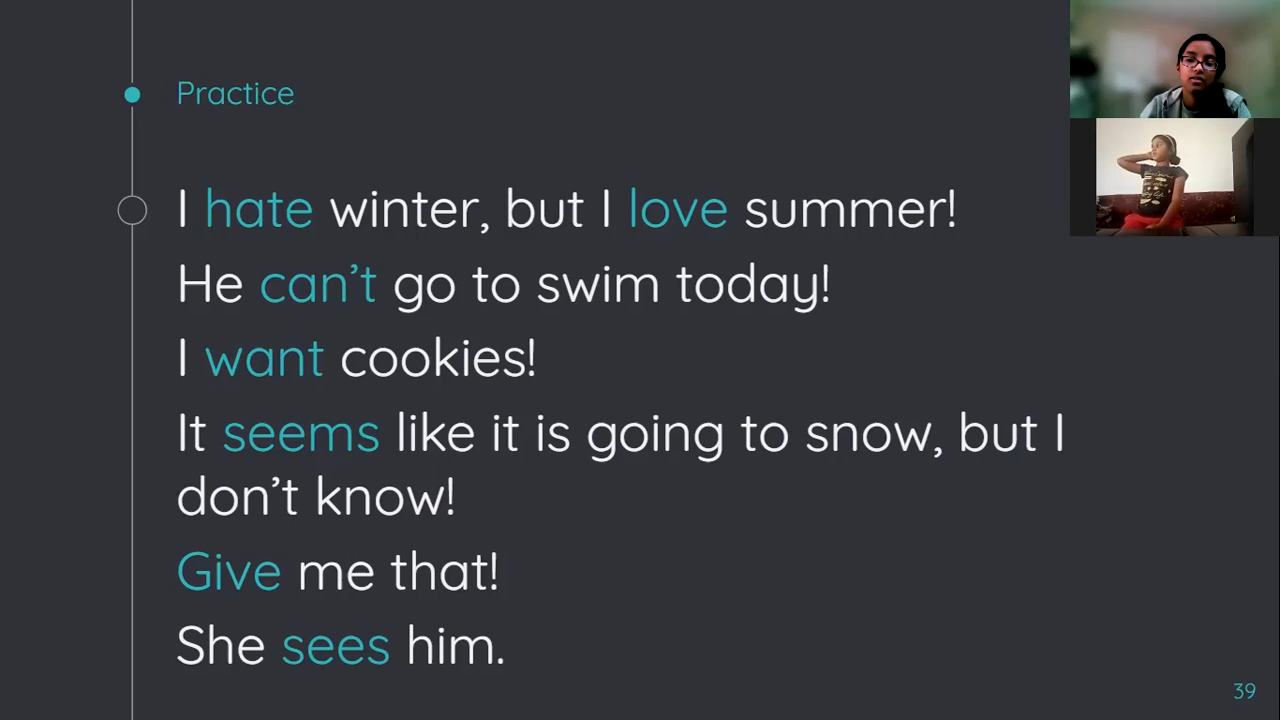 Practice
I hate winter, but I love summer!
He can't go to swim today!
I want cookies!
It seems like it is going to snow, but I
don't know!
Give me that!
She sees him.
39